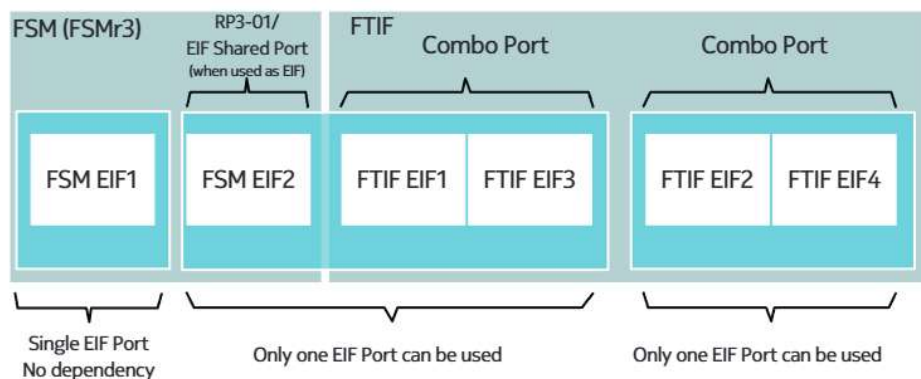 FSM (FSMr3)
RP3-01/
EIF Shared Port
(when used as EIF)
FTIF
Combo Port
Combo Port
FSM EIF1
FSM EIF2
FTIF EIF1
FTIF EIF3
FTIF EIF2
FTIF EIF4
Single EIF Port
No dependency
Only one EIF Port can be used
Only one EIF Port can be used